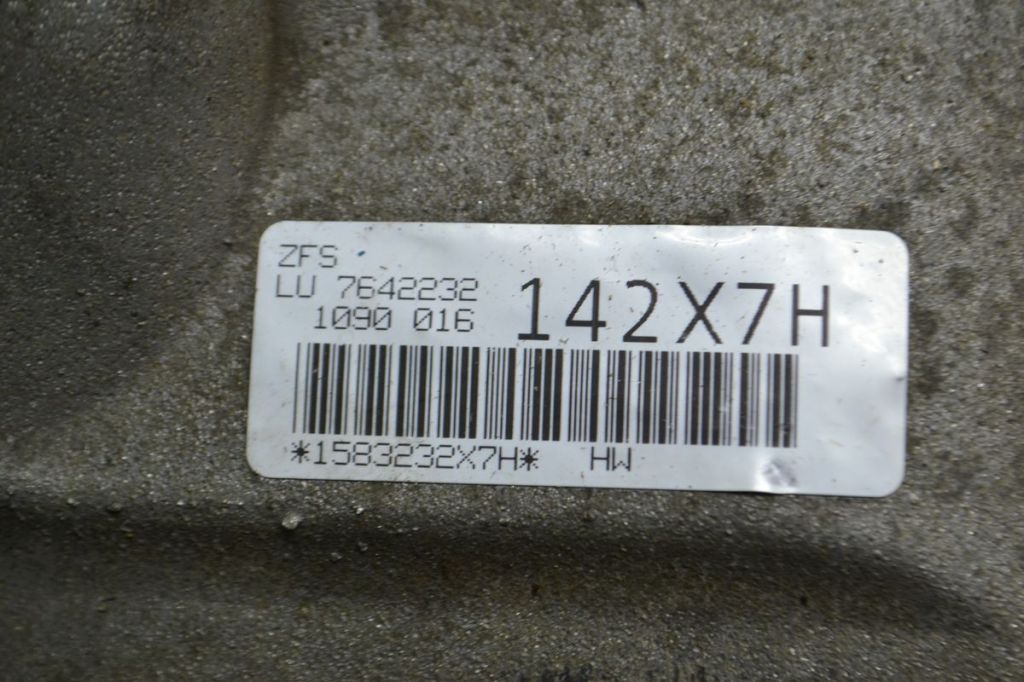 ZFS
LU 7642232
1090 016
142X7H
*1583232X7H* HW